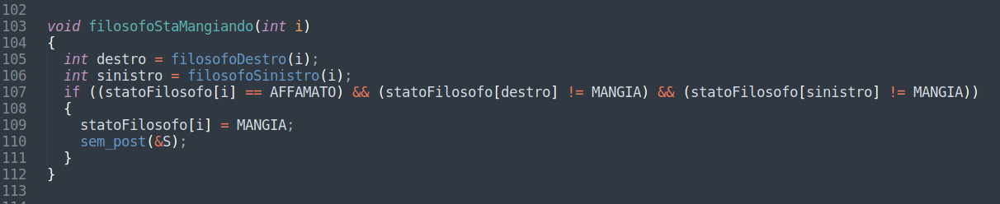 102
103 void filosofoStaMangiando(int i)
104 {
105 int destro = filosofoDestro(i);
106 int sinistro = filosofoSinistro(i);
107 if ((statoFilosofo[i] == AFFAMATO) && (statoFilosofo[destro] != MANGIA) && (statoFilosofo[sinistro] != MANGIA))
108 {
109 statoFilosofo[i] = MANGIA;
110 sem_post(&S);
111 }
112 }
113